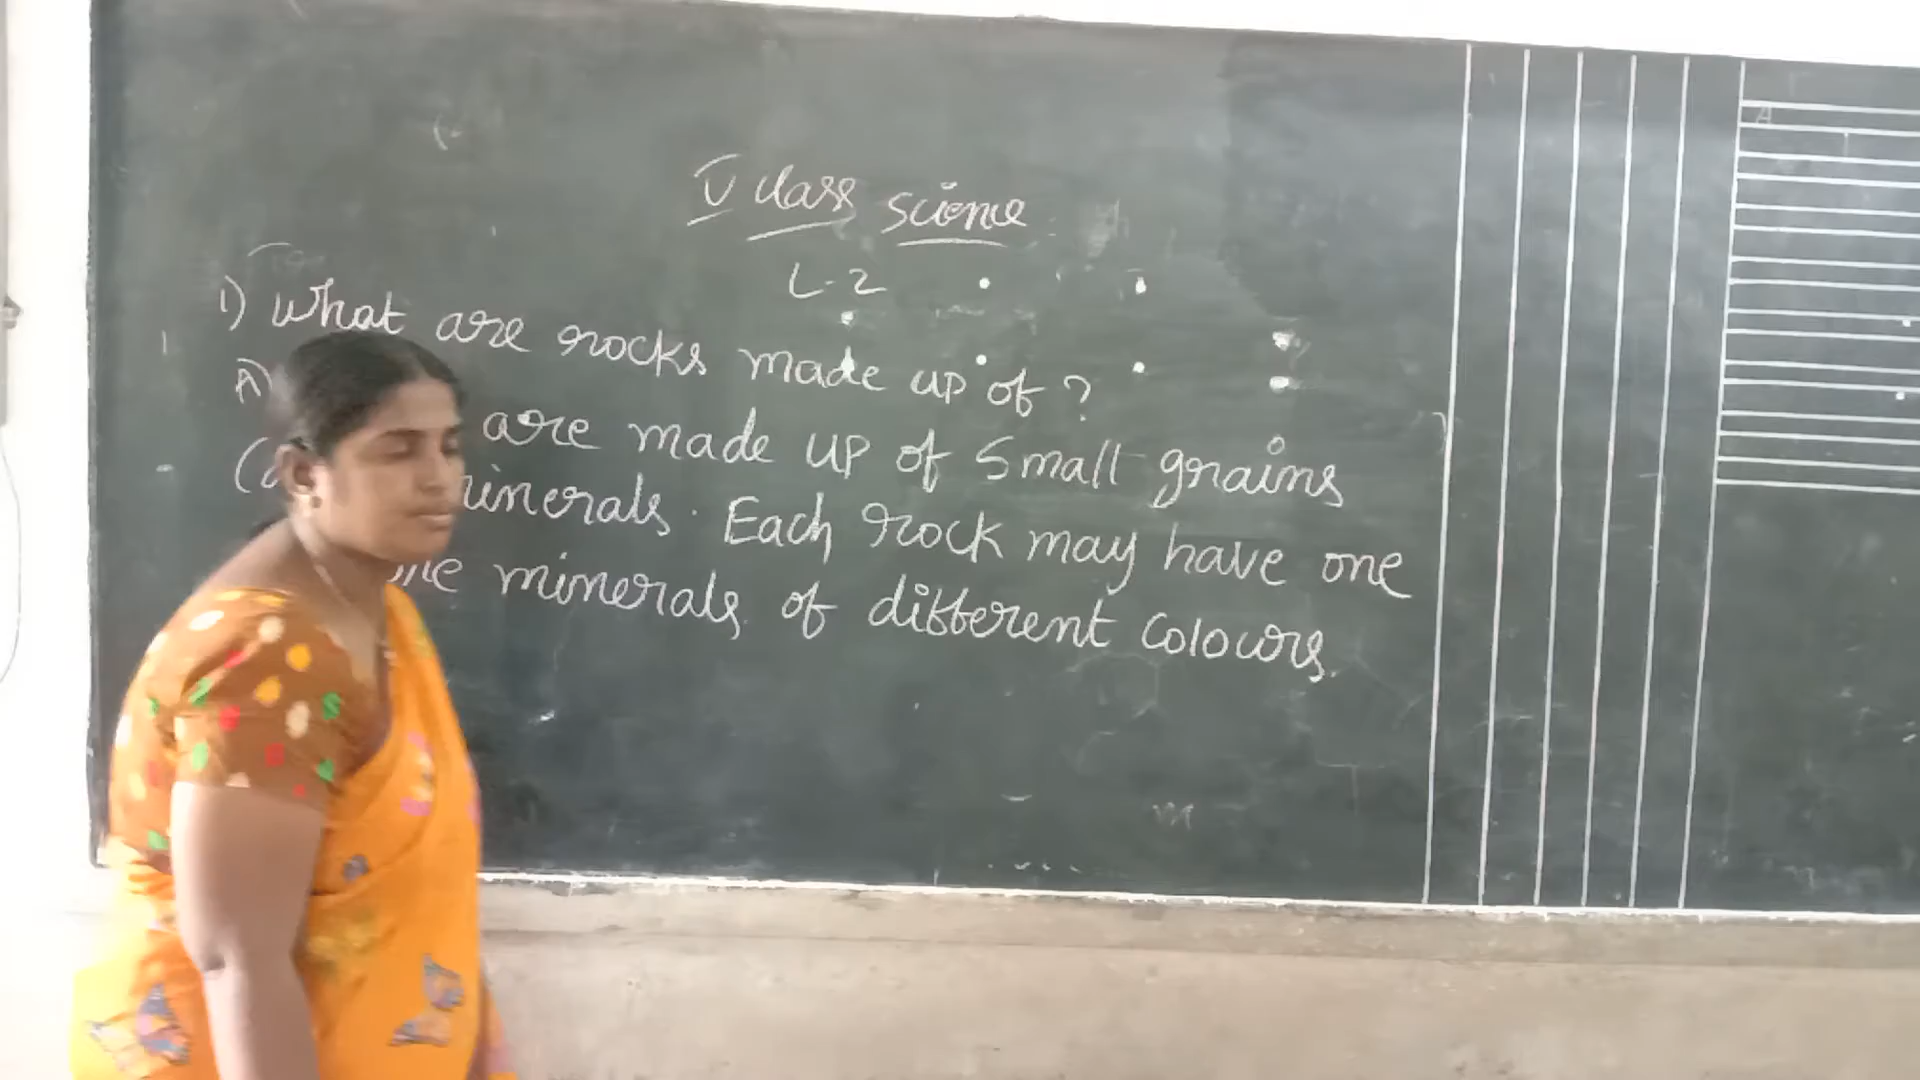 V class science
L-2
1) what are rocks made up of ?
A) are made up of small grains
minerals. Each rock may have one
minerals of different colours.